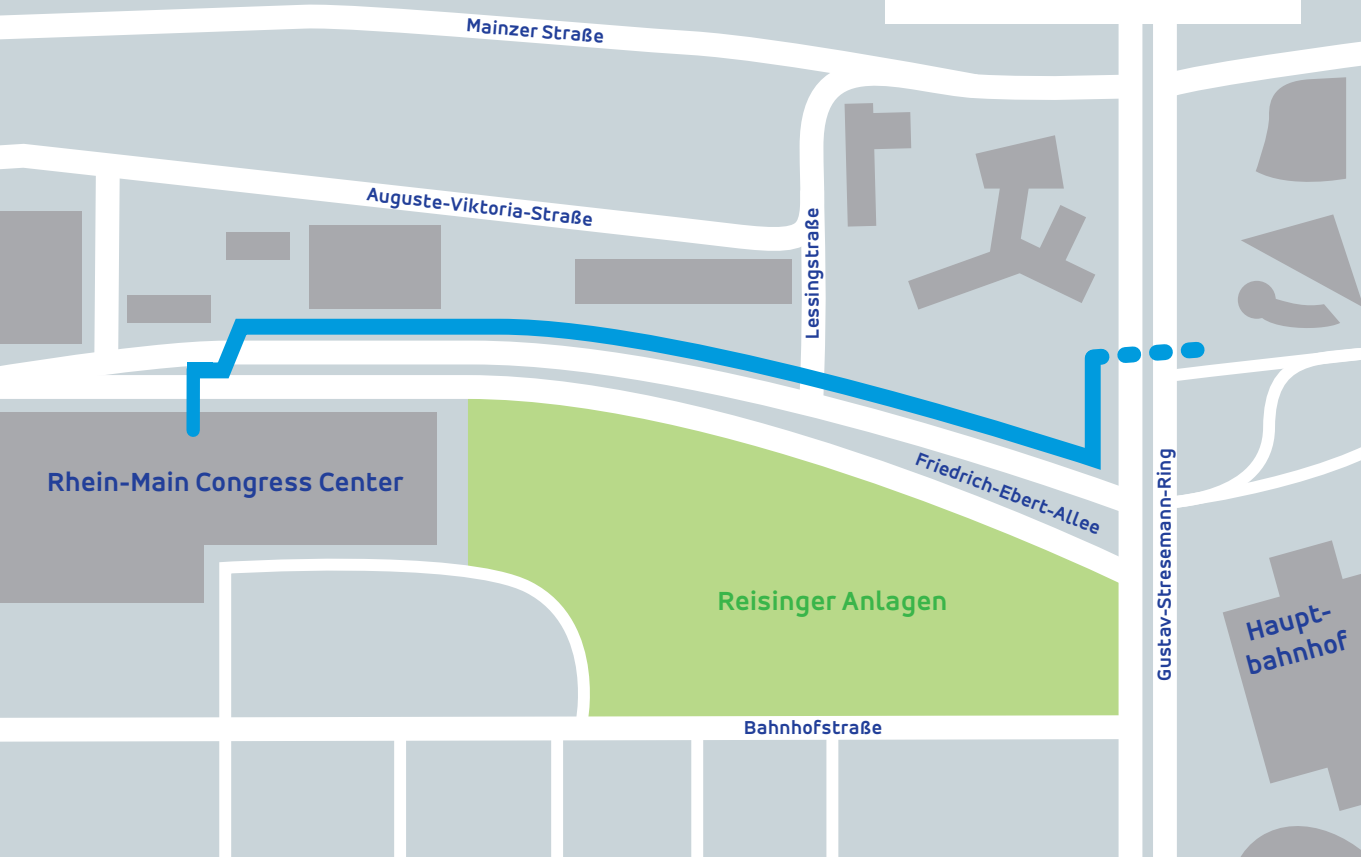 Mainzer Straße
Auguste-Viktoria-Straße
Lessingstraße
Friedrich-Ebert-Allee
Rhein-Main Congress Center
Gustav-Stresemann-Ring
Reisinger Anlagen
Haupt-
bahnhof
Bahnhofstraße